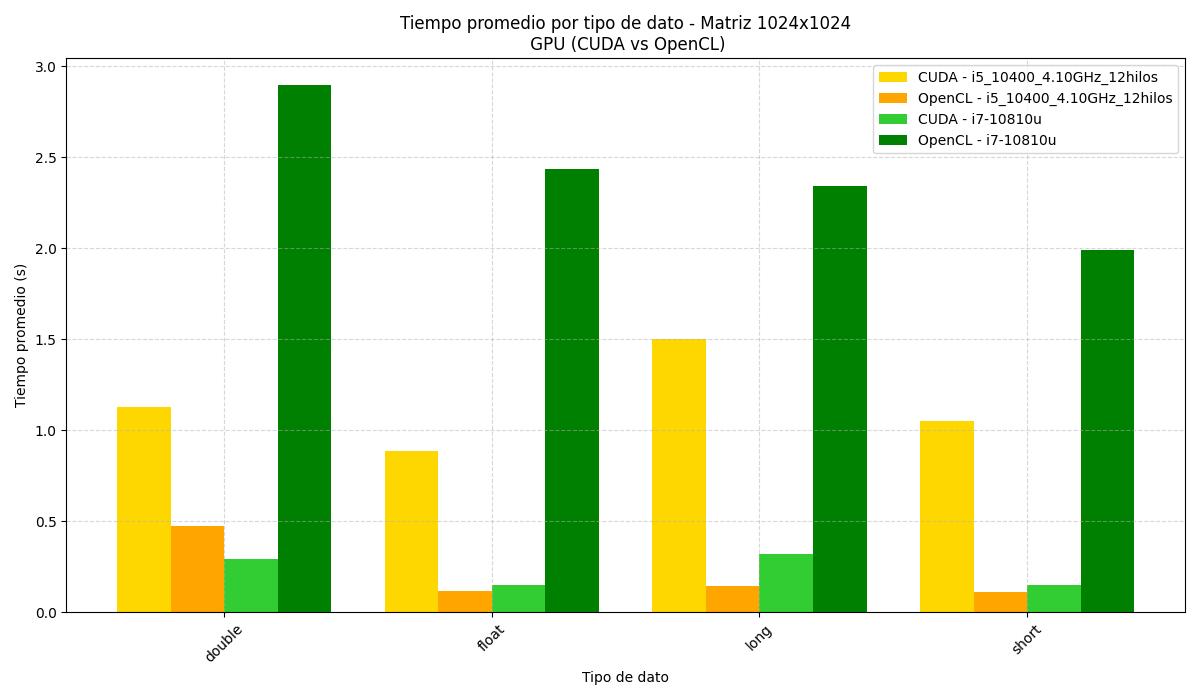 Tiempo promedio por tipo de dato - Matriz 1024x1024
GPU (CUDA vs OpenCL)
CUDA - i5_10400_4.10GHz_12hilos
OpenCL - i5_10400_4.10GHz_12hilos
CUDA - i7-10810u
OpenCL - i7-10810u
Tiempo promedio (s)
3.0
2.5
2.0
1.5
1.0
0.5
0.0
double
float
long
short
Tipo de dato